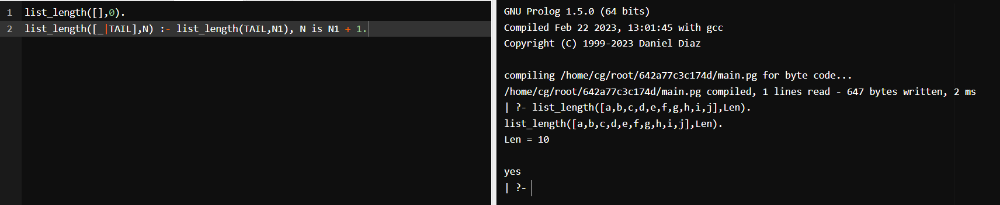 1 list_length([],0).
2 list_length([_|TAIL],N) :- list_length(TAIL,N1), N is N1 + 1.
GNU Prolog 1.5.0 (64 bits)
Compiled Feb 22 2023, 13:01:45 with gcc
Copyright (C) 1999-2023 Daniel Diaz
compiling /home/cg/root/642a77c3c174d/main.pg for byte code...
/home/cg/root/642a77c3c174d/main.pg compiled, 1 lines read - 647 bytes written, 2 ms
| ?- list_length([a,b,c,d,e,f,g,h,i,j],Len).
list_length([a,b,c,d,e,f,g,h,i,j],Len).
Len = 10
yes
| ?-